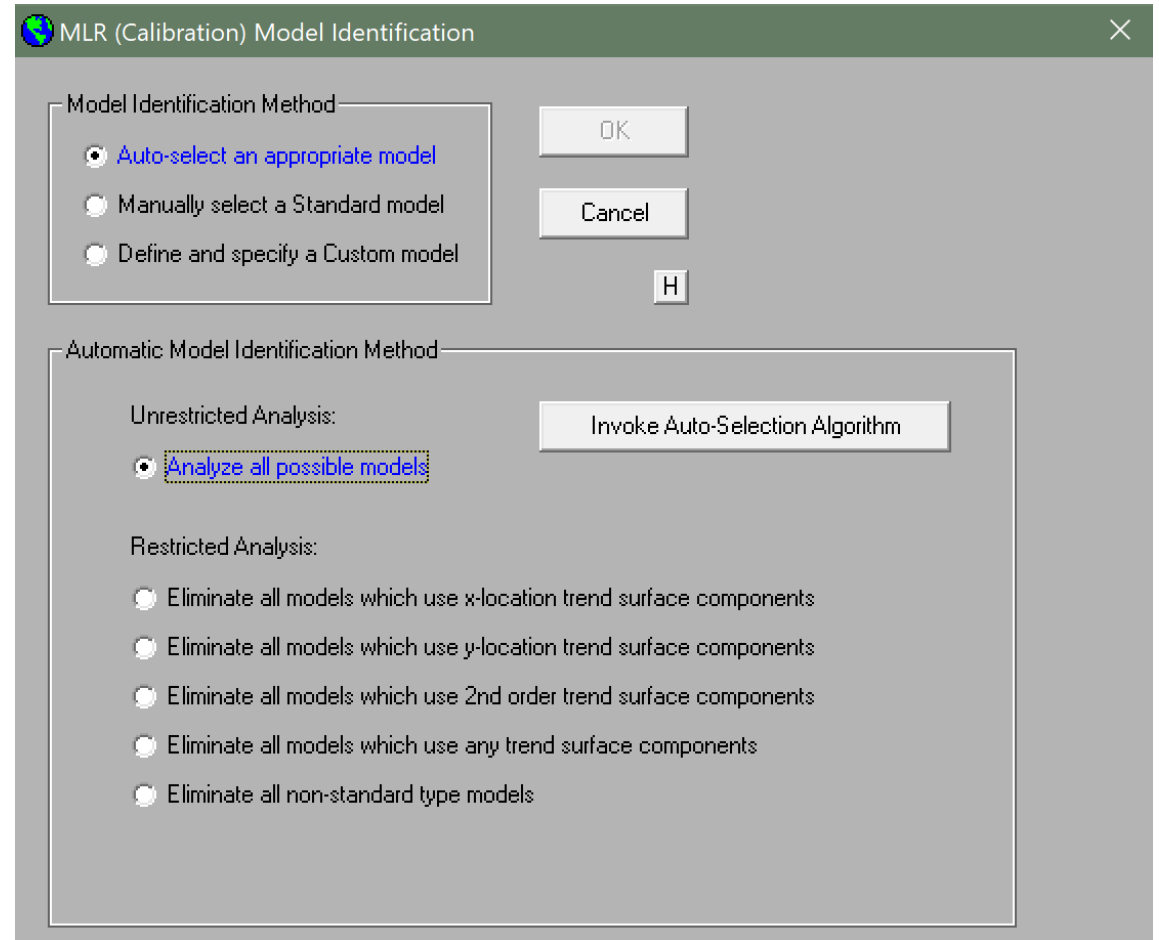 MLR (Calibration) Model Identification
Model Identification Method
OK
Auto-select an appropriate model
Manually select a Standard model
Cancel
Define and specify a Custom model
H
Automatic Model Identification Method
Unrestricted Analysis:
Invoke Auto-Selection Algorithm
Analyze all possible models
Restricted Analysis:
Eliminate all models which use x-location trend surface components
Eliminate all models which use y-location trend surface components
Eliminate all models which use 2nd order trend surface components
Eliminate all models which use any trend surface components
Eliminate all non-standard type models